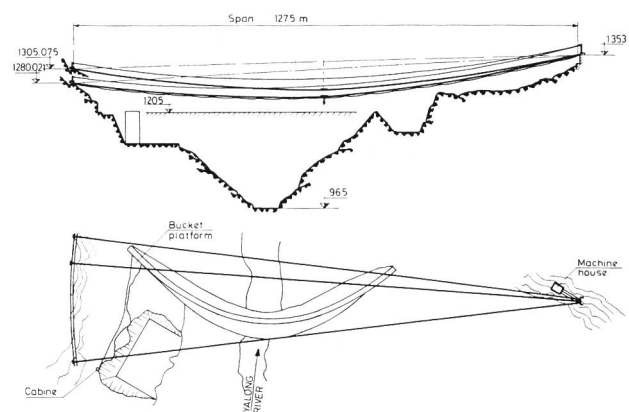 Span 1275 m
1353
1305.075
1280.021
1205
965
Bucket
platform
Machine
house
Cabine
YALONG
RIVER